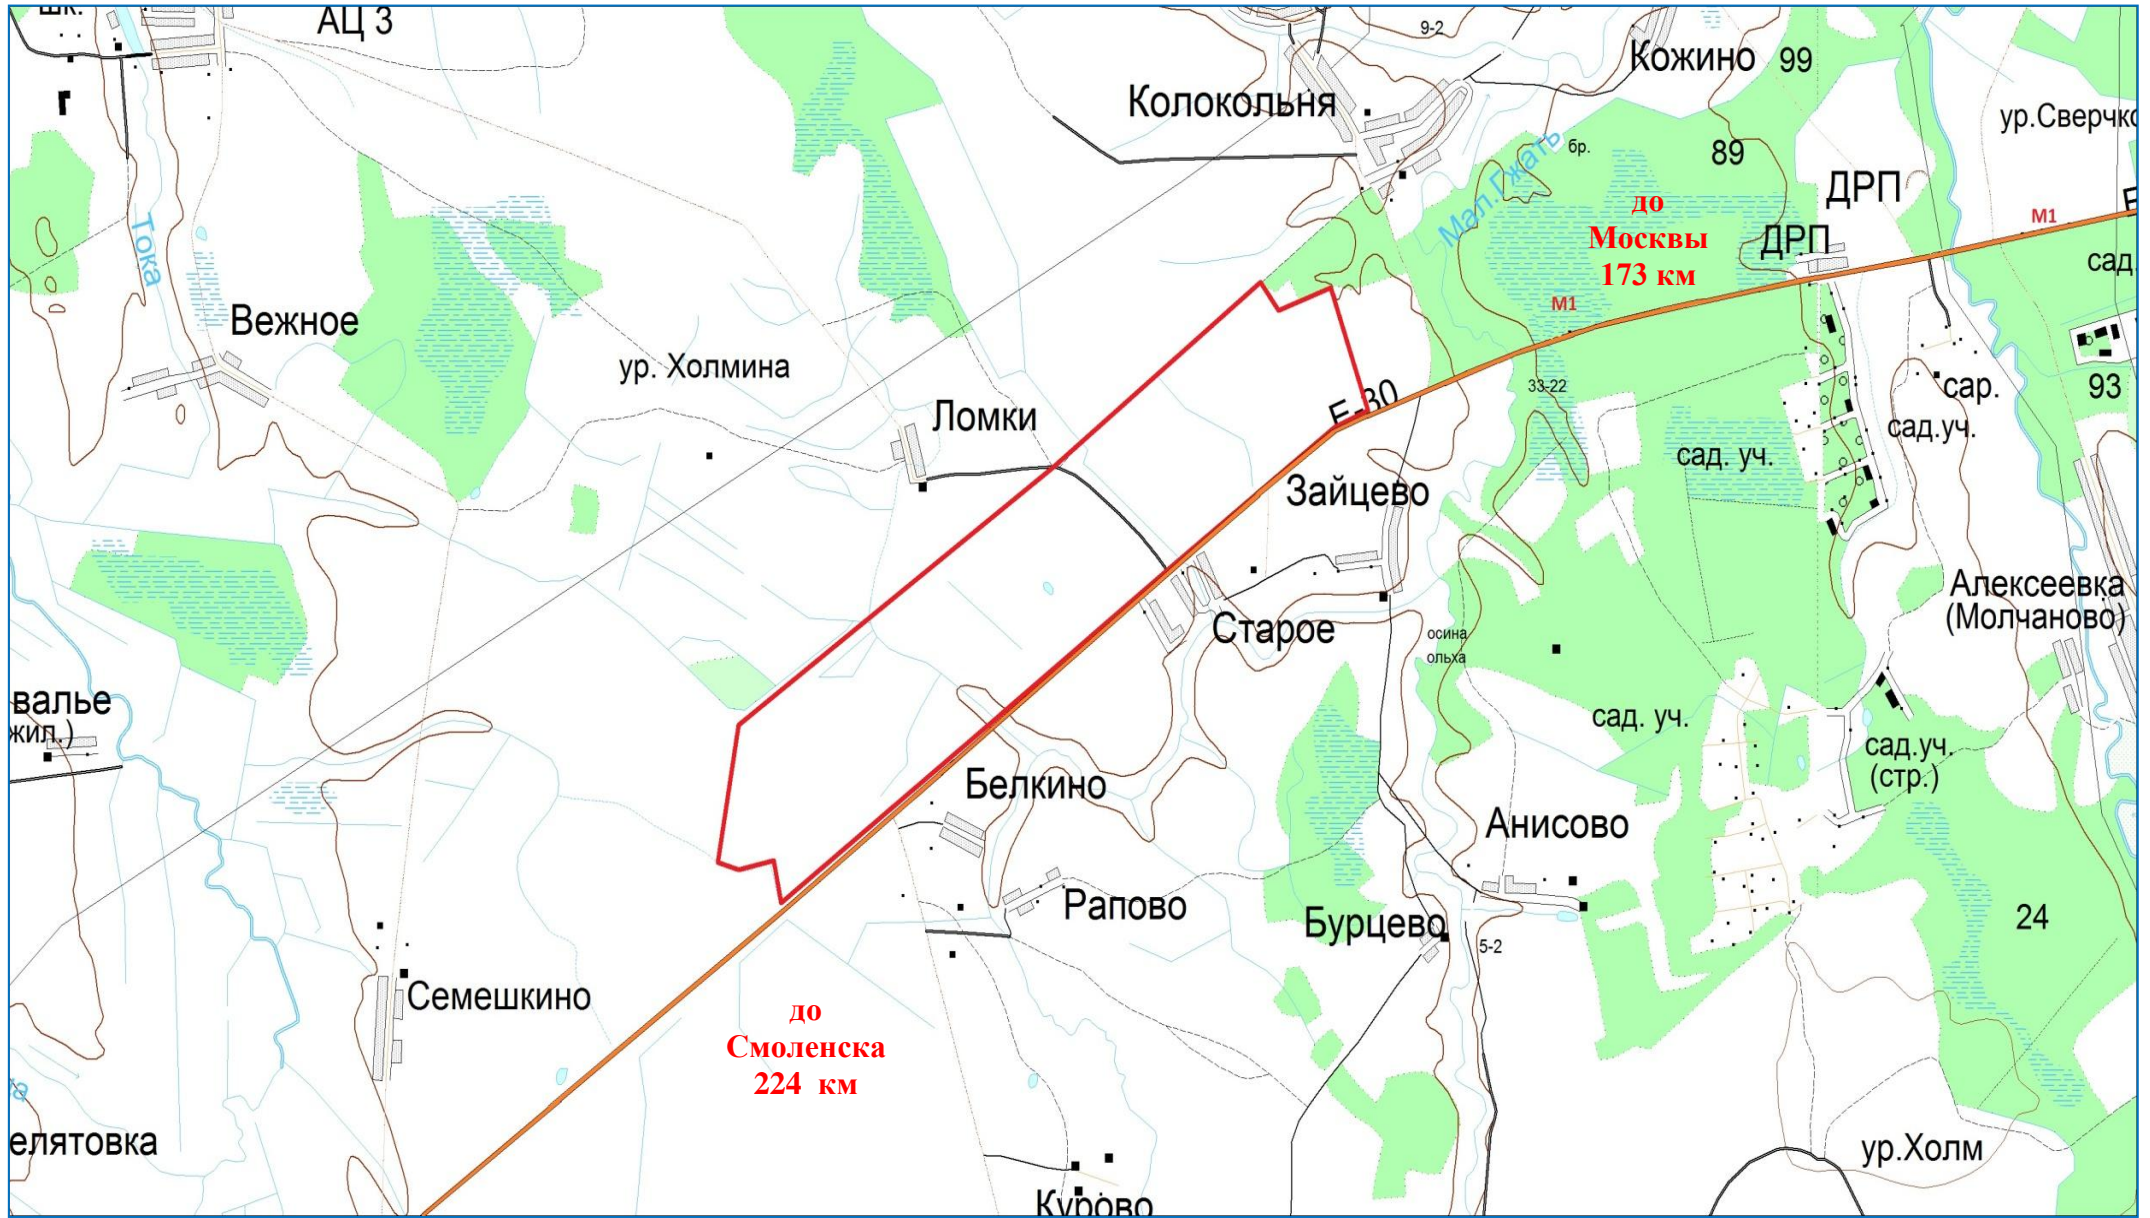 АЦ 3
9-2
Кожино
99
Колокольня
ур.Сверчко
бр.
89
Мал.Гжать
ДРП
до
Москвы
173 км
М1
ДРП
Тока
сад.
М1
Вежное
ур. Холмина
33-22
сар.
93
Е-30
Ломки
сад.уч.
сад. уч.
Зайцево
Алексеевка
(Молчаново)
Старое
осина
ольха
валье
жил.)
сад. уч.
сад.уч.
(стр.)
Белкино
Анисово
Рапово
Бурцево
24
5-2
Семешкино
до
Смоленска
224 км
елятовка
ур.Холм
Курово